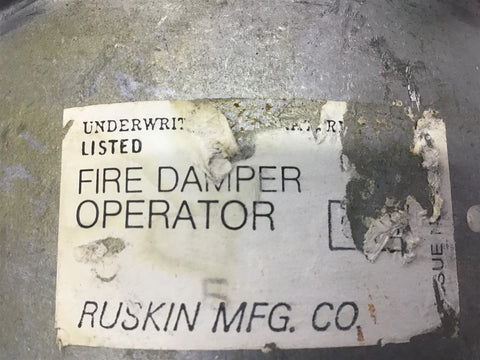 UNDERWRIT
LISTED
FIRE DAMPER
OPERATOR
RUSKIN MFG. CO.